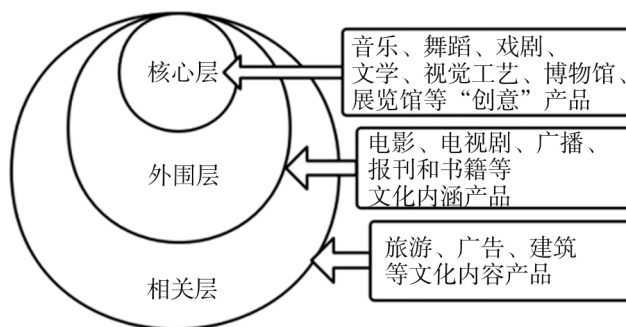 核心层
音乐、舞蹈、戏剧、
文学、视觉工艺、博物馆、
展览馆等“创意”产品
外围层
电影、电视剧、广播、
报刊和书籍等
文化内涵产品
相关层
旅游、广告、建筑
等文化内容产品